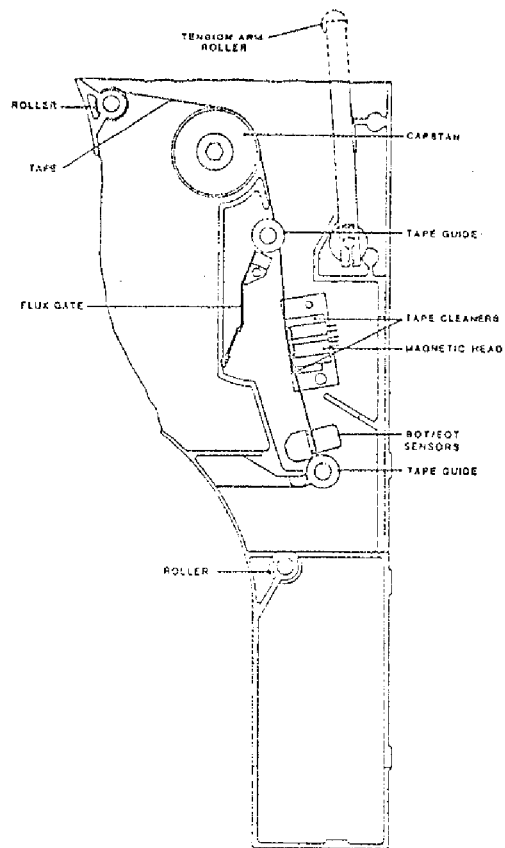 TENSION ARM
ROLLER
ROLLER
CAPSTAN
TAPE
TAPE GUIDE
FLUX GATE
TAPE CLEANERS
MAGNETIC HEAD
BOT/EOT
SENSORS
TAPE GUIDE
ROLLER